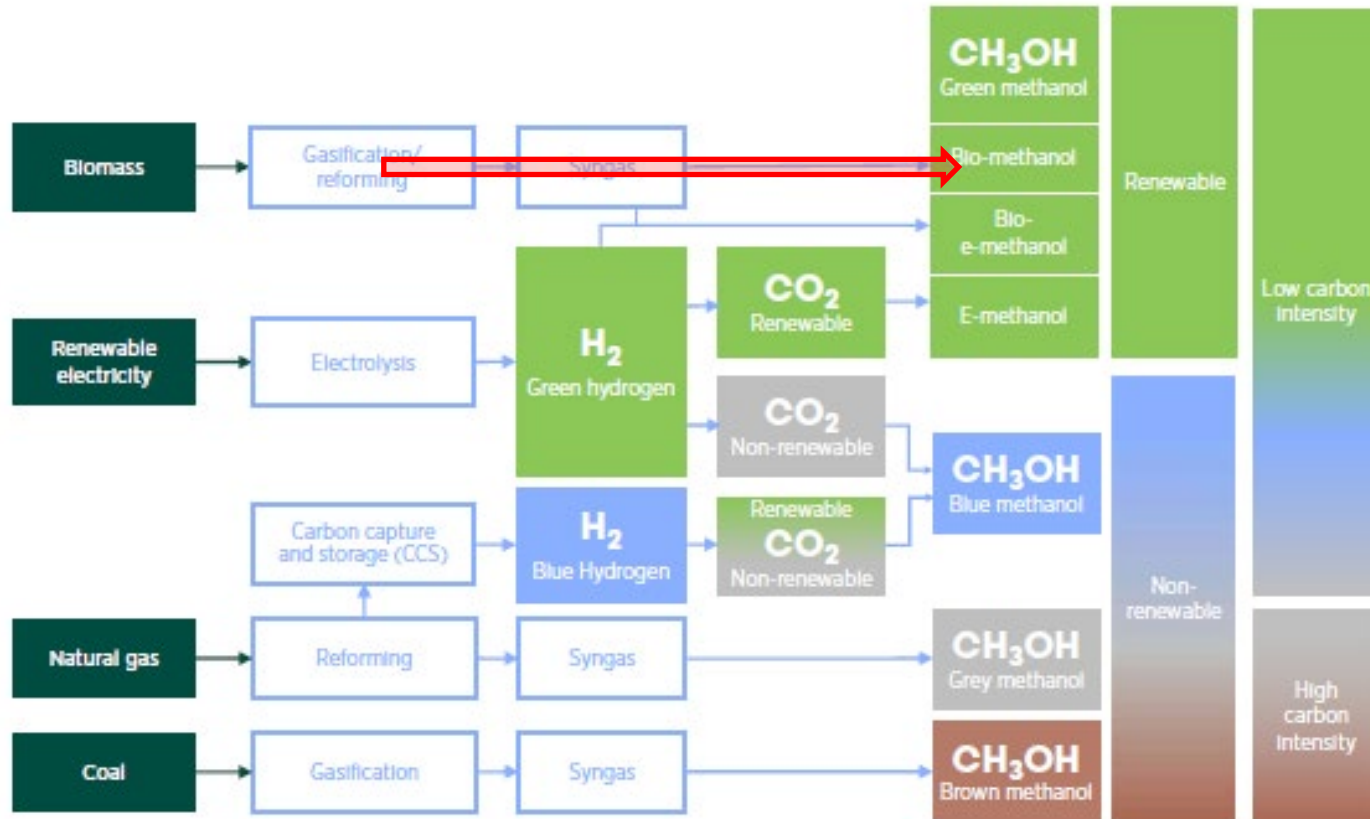 CH₃OH
Green methanol
Biomass
Gasification/
reforming
Syngas
Bio-methanol
Renewable
Bio-
e-methanol
Low carbon
intensity
Renewable
electricity
Electrolysis
H₂
Green hydrogen
CO₂
Renewable
E-methanol
CO₂
Non-renewable
CH₃OH
Blue methanol
Carbon capture
and storage (CCS)
H₂
Blue Hydrogen
Renewable
CO₂
Non-renewable
Non-
renewable
Natural gas
Reforming
Syngas
CH₃OH
Grey methanol
High
carbon
intensity
Coal
Gasification
Syngas
CH₃OH
Brown methanol